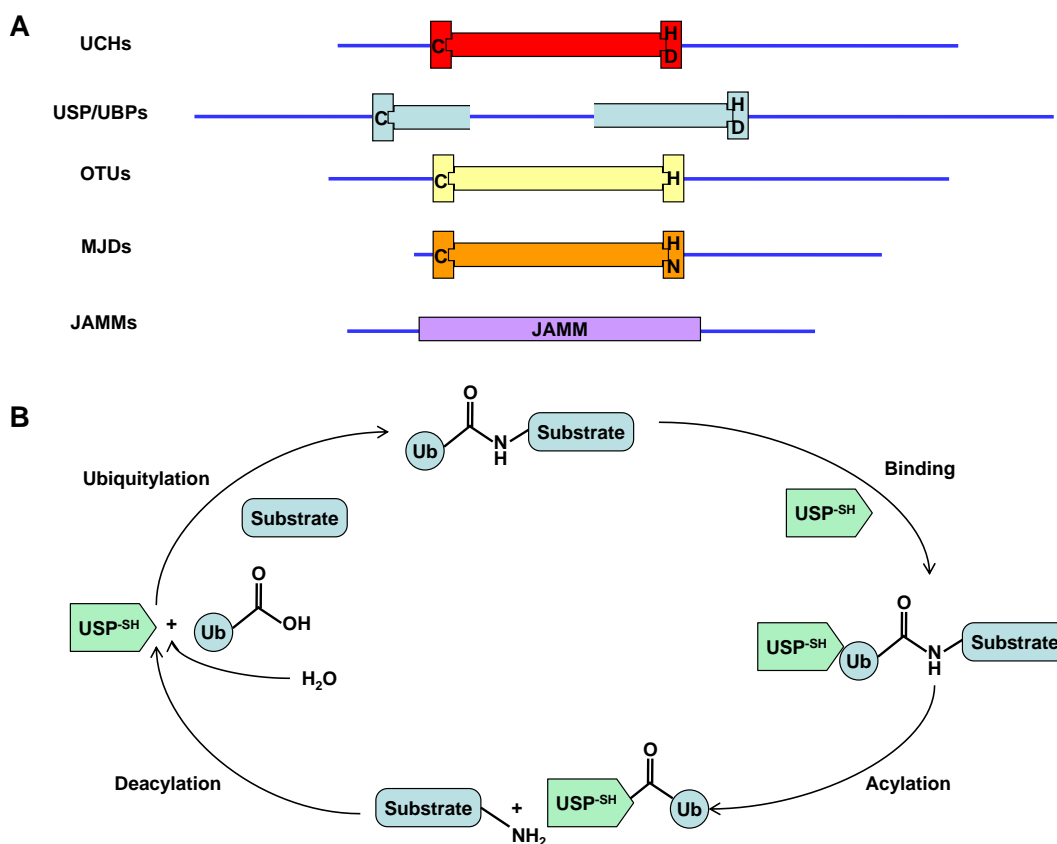 A
UCHs
C
H
D
USP/UBPs
C
H
D
OTUs
C
H
MJDs
C
H
N
JAMMs
JAMM
B
O
Ub
N
H
Substrate
Ubiquitylation
Binding
Substrate
USP-SH
O
USP-SH
+
Ub
OH
O
USP-SH
Ub
N
H
Substrate
H₂O
O
Deacylation
Acylation
Substrate
+
USP-SH
Ub
NH₂